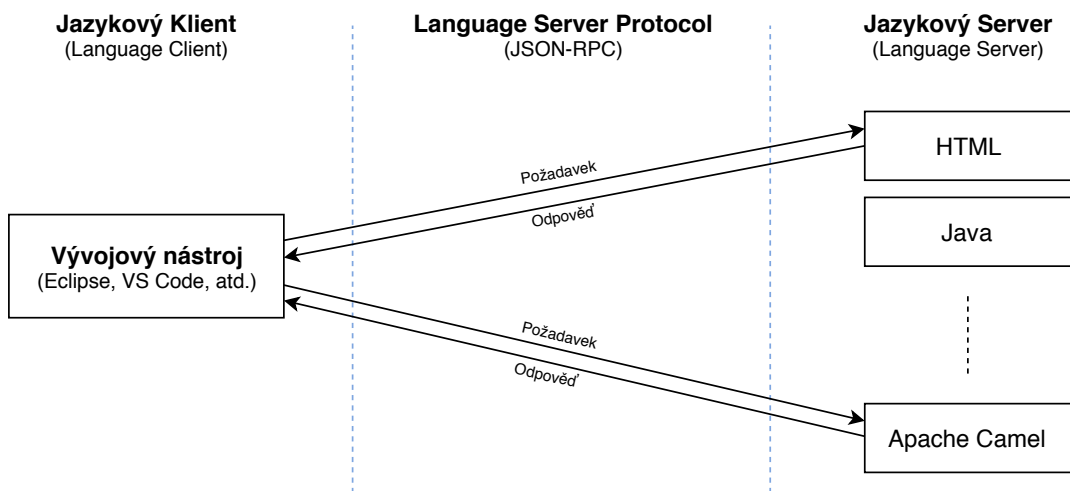 Jazykový Klient
(Language Client)
Language Server Protocol
(JSON-RPC)
Jazykový Server
(Language Server)
HTML
Požadavek
Odpověď
Java
Vývojový nástroj
(Eclipse, VS Code, atd.)
Požadavek
Odpověď
Apache Camel